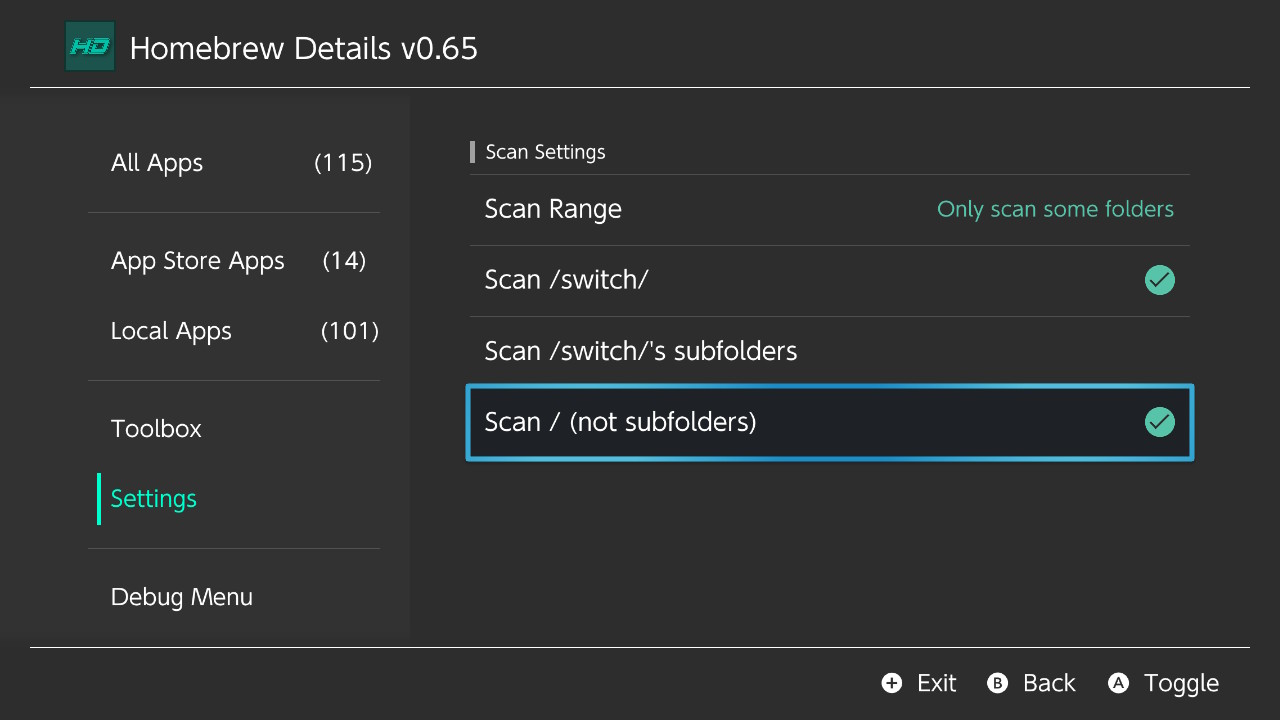 HD Homebrew Details v0.65
All Apps (115)
App Store Apps (14)
Local Apps (101)
Toolbox
Settings
Debug Menu
Scan Settings
Scan Range Only scan some folders
Scan /switch/
Scan /switch/'s subfolders
Scan / (not subfolders)
+ Exit B Back A Toggle